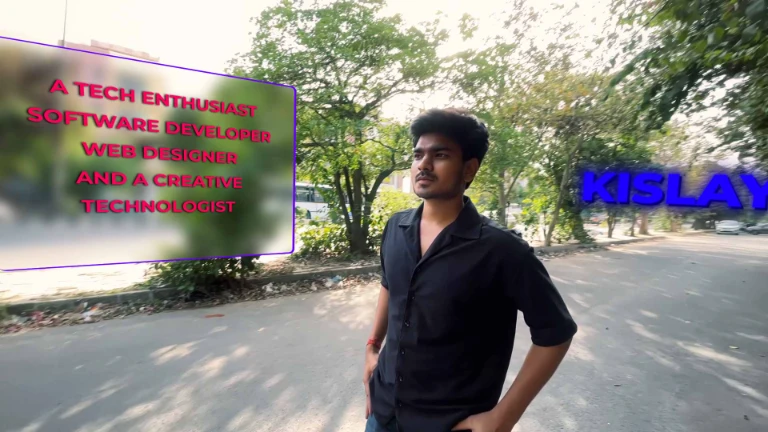 A TECH ENTHUSIAST
SOFTWARE DEVELOPER
WEB DESIGNER
AND A CREATIVE
TECHNOLOGIST
KISLAY